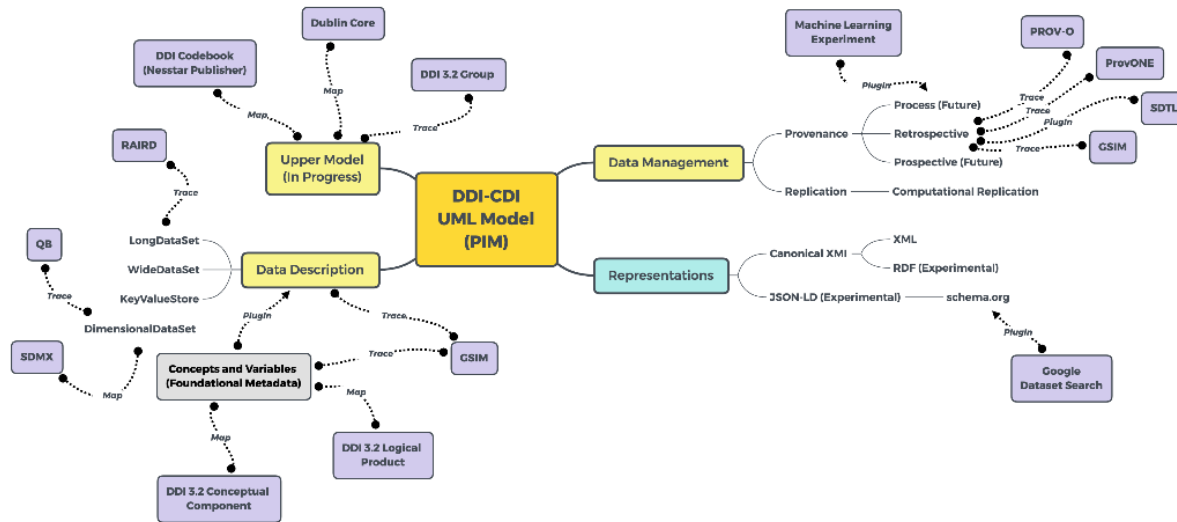 Dublin Core
DDI Codebook
(Nesstar Publisher)
DDI 3.2 Group
Map
Map
Trace
Upper Model
(In Progress)
RAIRD
Trace
LongDataSet
WideDataSet
KeyValueStore
DimensionalDataSet
Data Description
QB
Trace
SDMX
Map
PlugIn
Trace
Trace
GSIM
Concepts and Variables
(Foundational Metadata)
Map
Map
DDI 3.2 Logical
Product
DDI 3.2 Conceptual
Component
DDI-CDI
UML Model
(PIM)
Machine Learning
Experiment
PlugIn
PROV-O
ProvONE
SDTL
GSIM
Trace
Trace
PlugIn
Trace
Data Management
Provenance
Process (Future)
Retrospective
Prospective (Future)
Replication
Computational Replication
Representations
Canonical XMI
XML
RDF (Experimental)
JSON-LD (Experimental)
schema.org
PlugIn
Google
Dataset Search